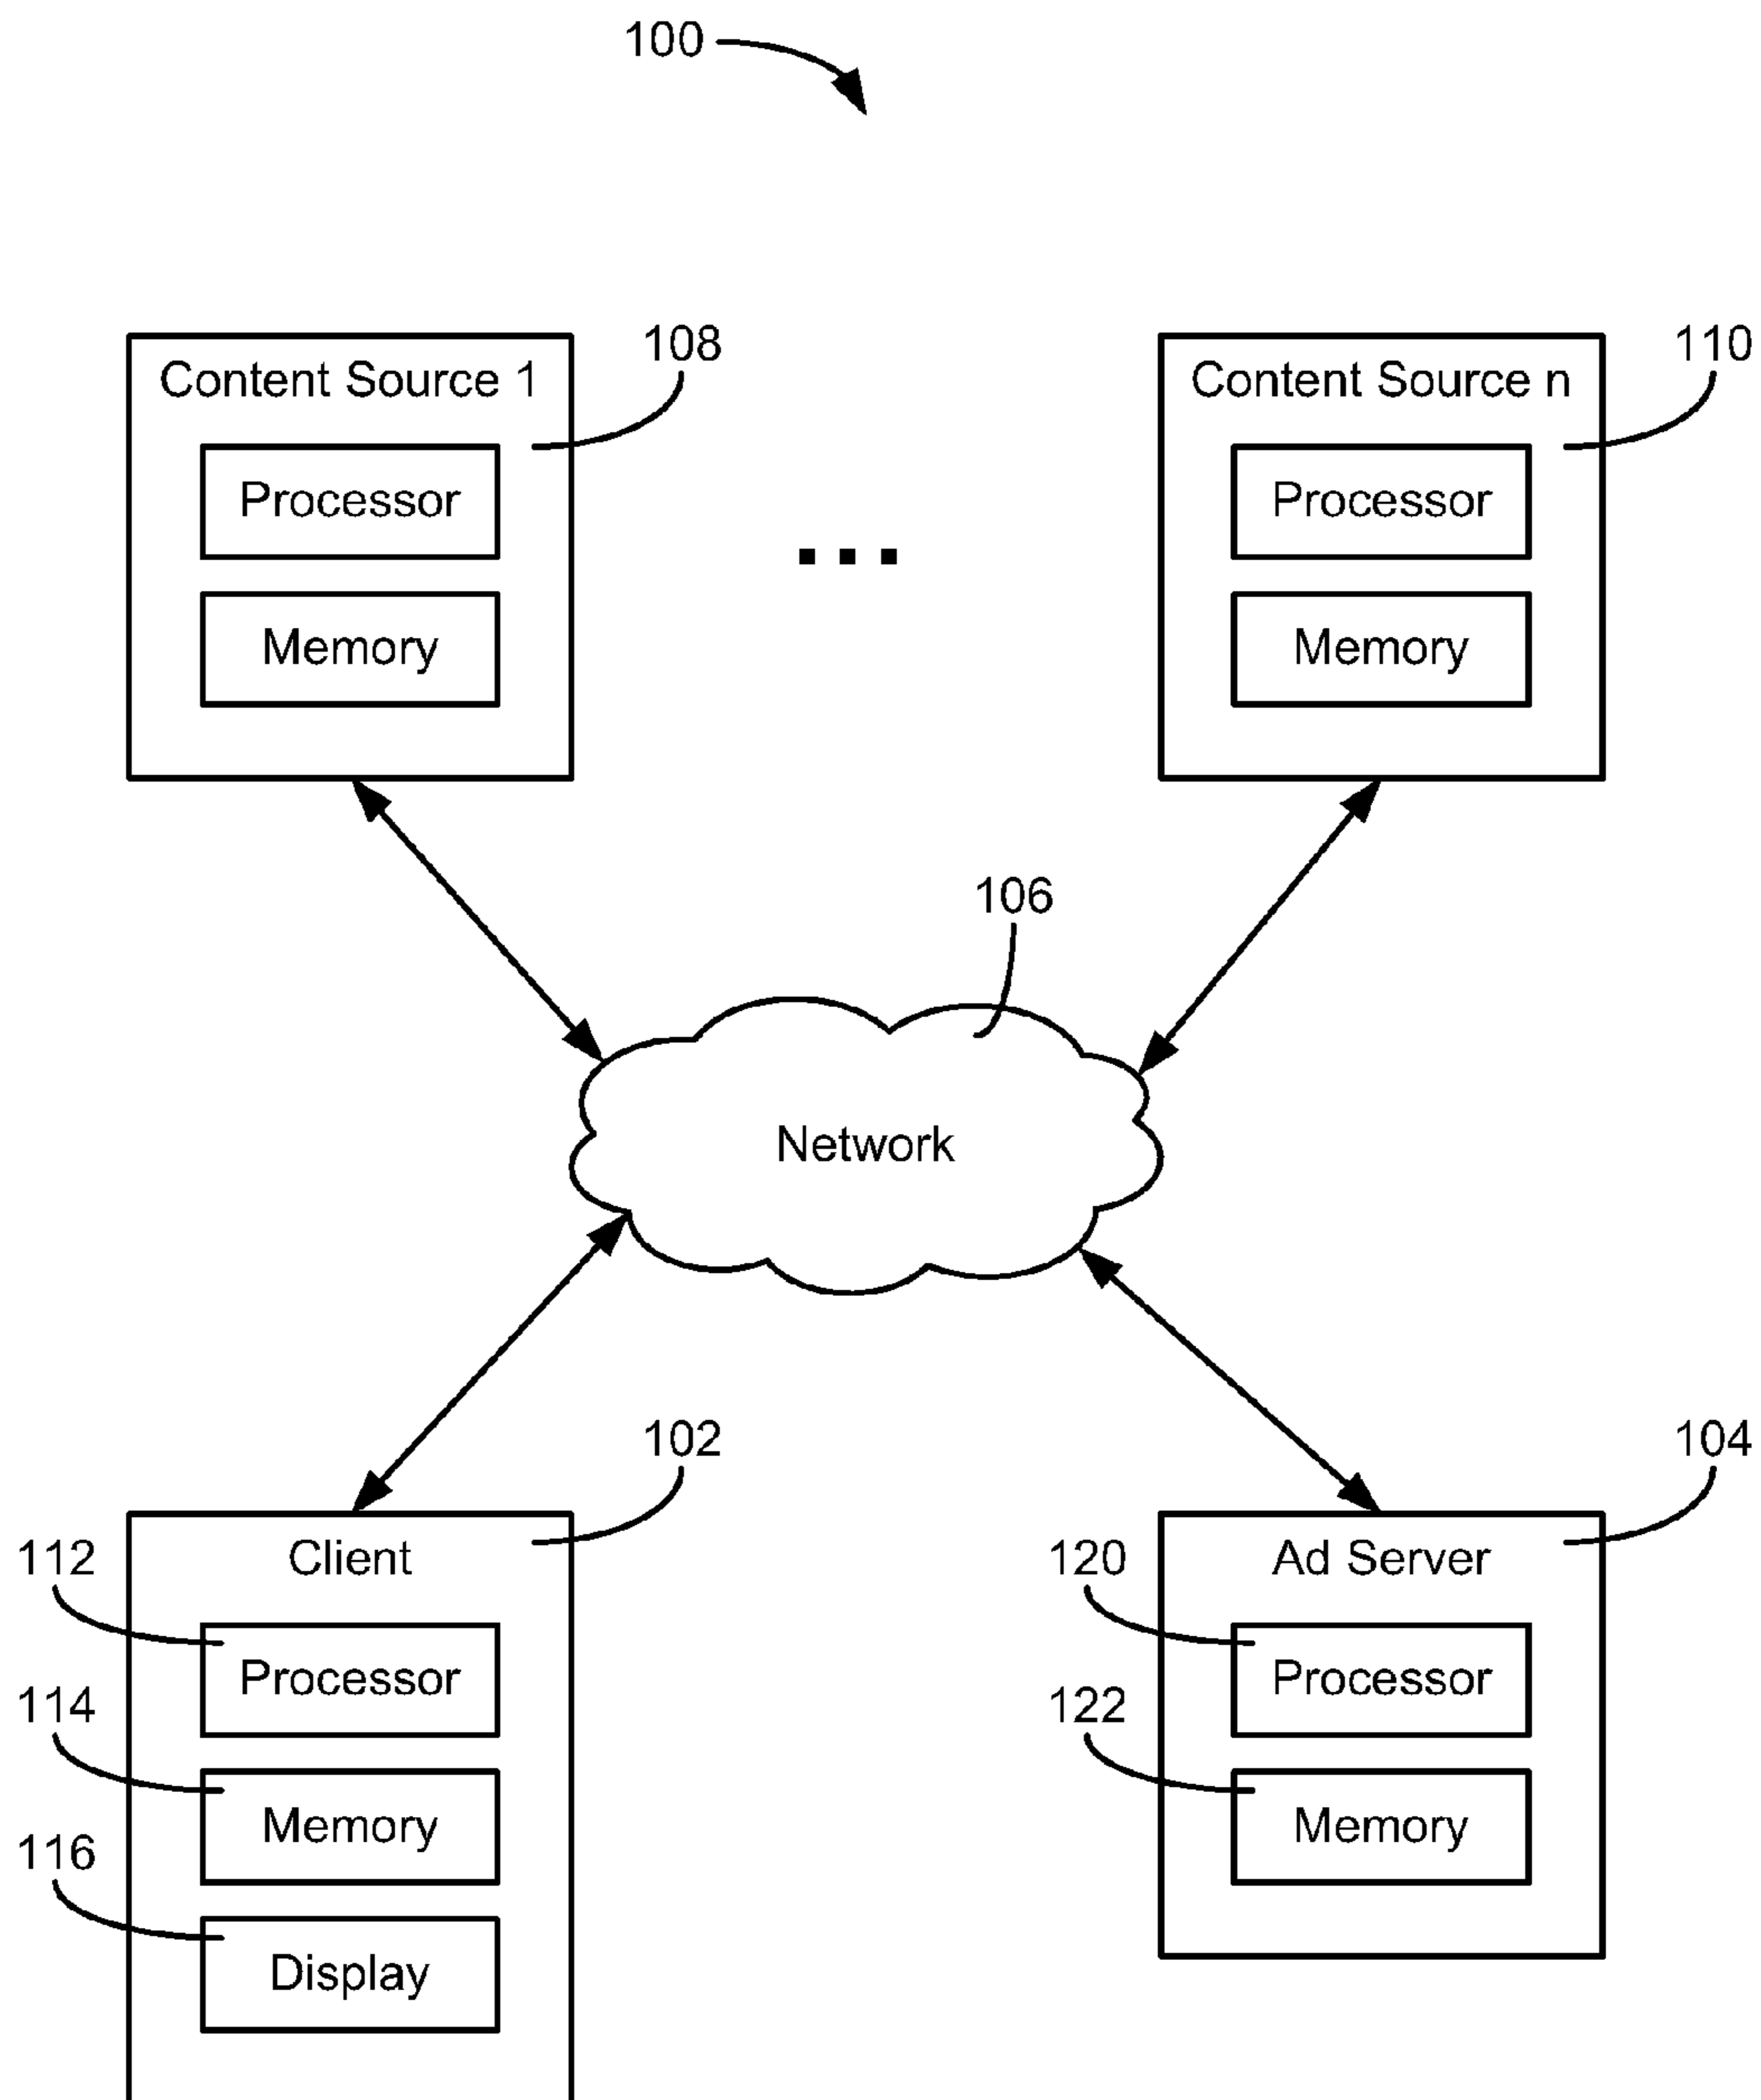 100
108
110
Content Source 1
Content Source n
Processor
Processor
Memory
Memory
106
Network
102
104
112
Client
120
Ad Server
Processor
Processor
114
122
Memory
Memory
116
Display